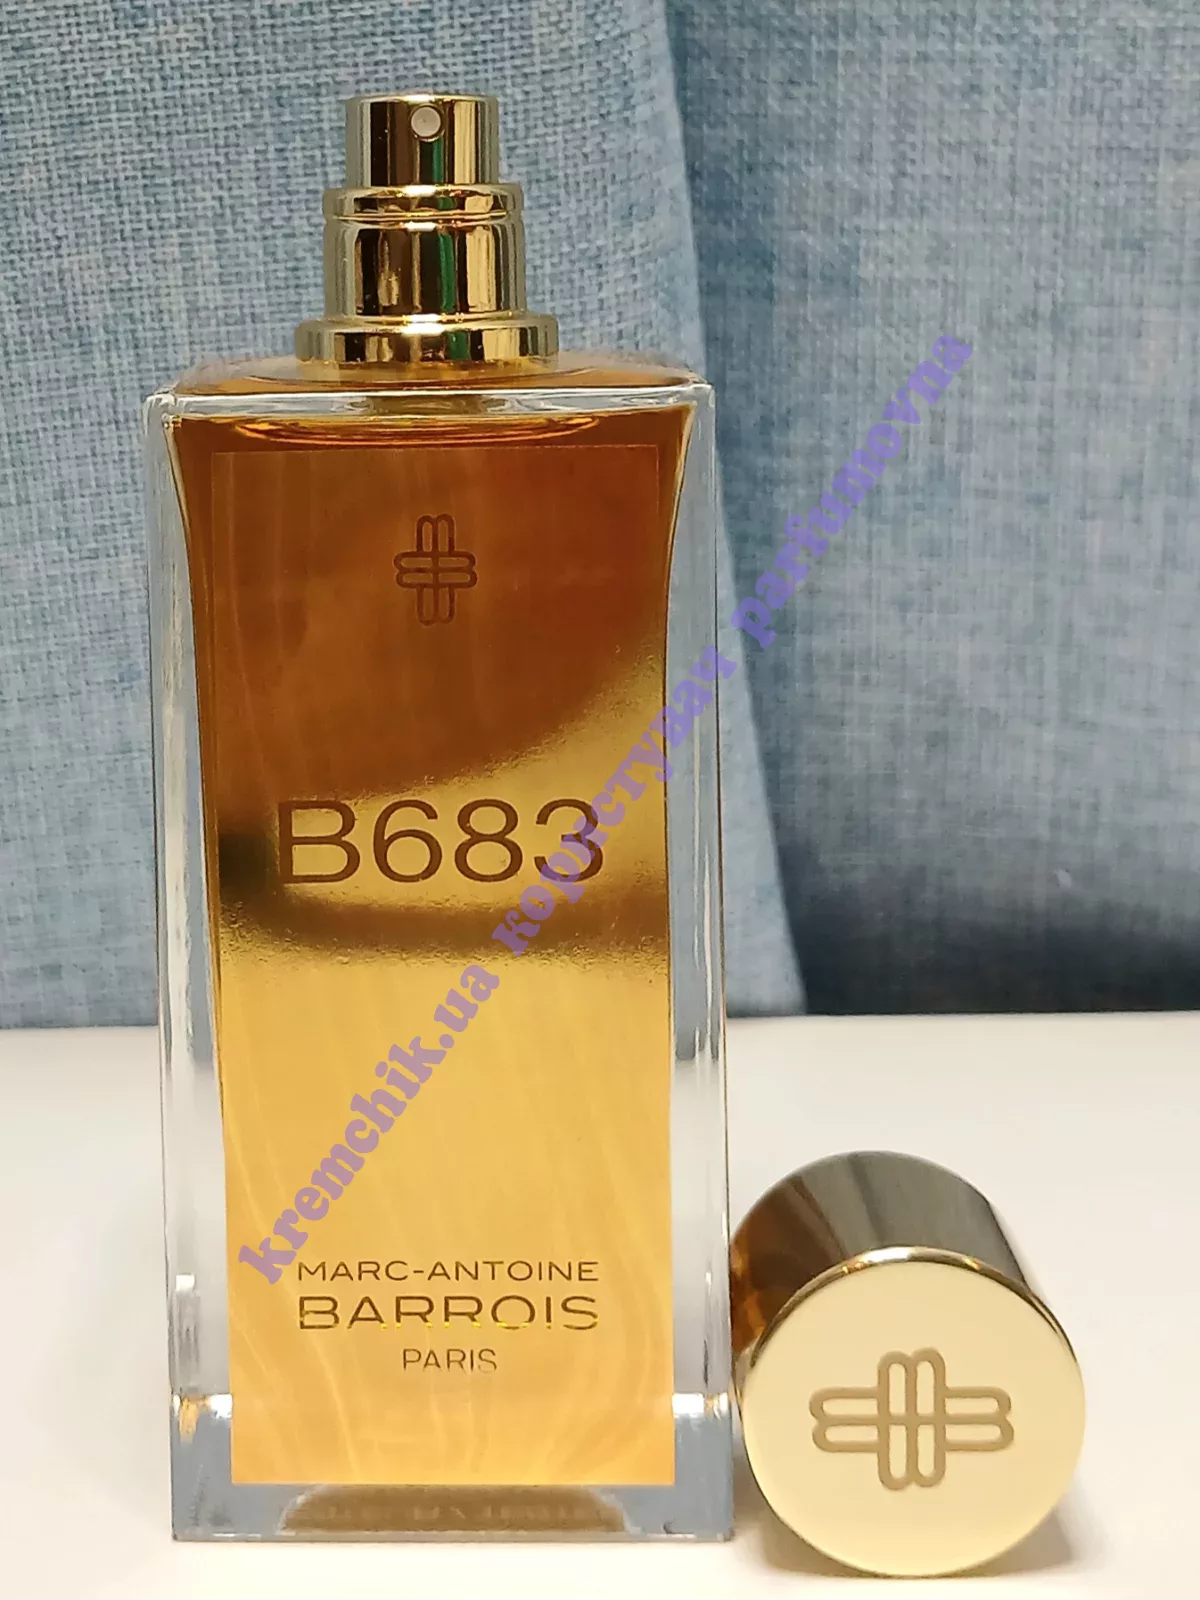 B683
MARC-ANTOINE
BARROIS
PARIS
kremchik.ua користувач parfumovna